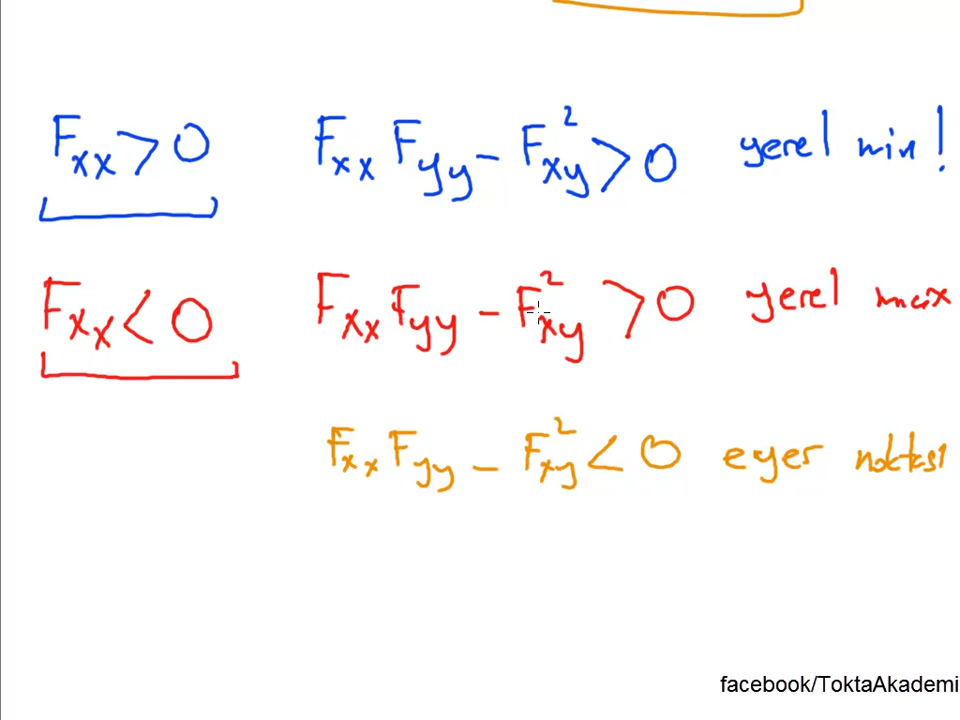 Fxx > 0 Fxx Fyy - Fxy² > 0 yerel min!
Fxx < 0 Fxx Fyy - Fxy² > 0 yerel max
Fxx Fyy - Fxy² < 0 eyer noktası
facebook/ToktaAkademi